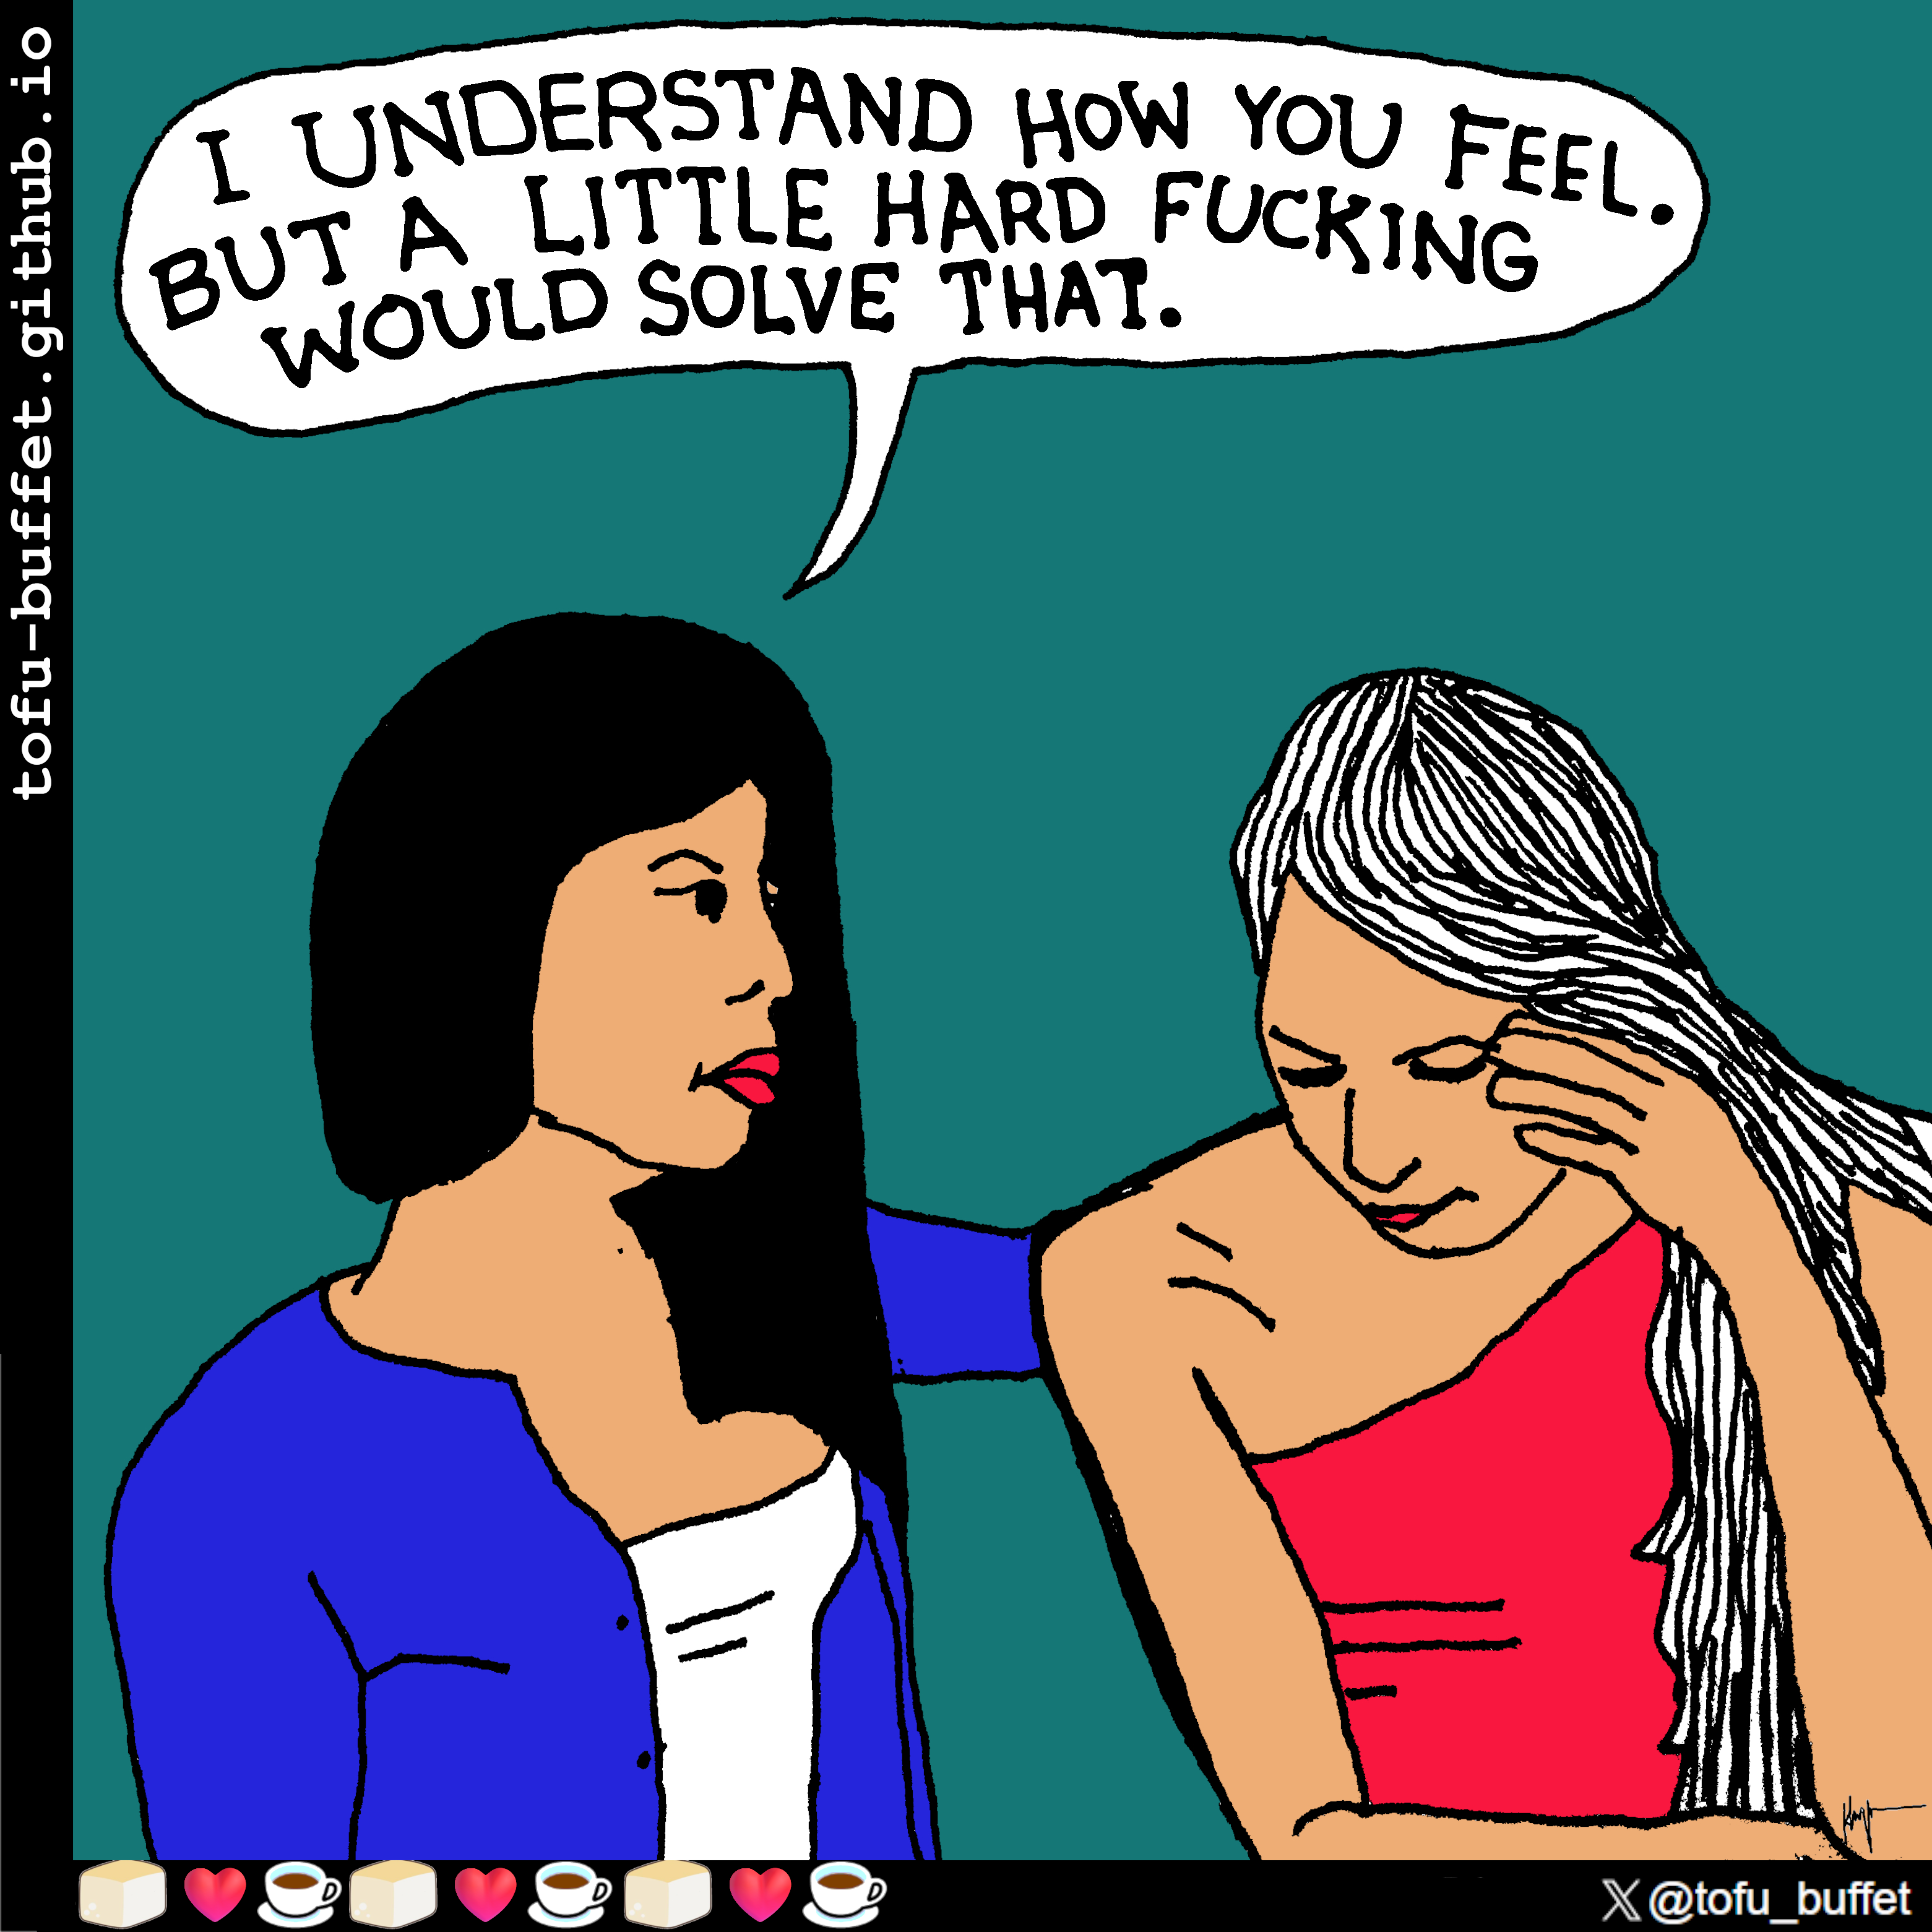 tofu-buffet.github.io
I UNDERSTAND HOW YOU FEEL.
BUT A LITTLE HARD FUCKING
WOULD SOLVE THAT.
X @tofu_buffet